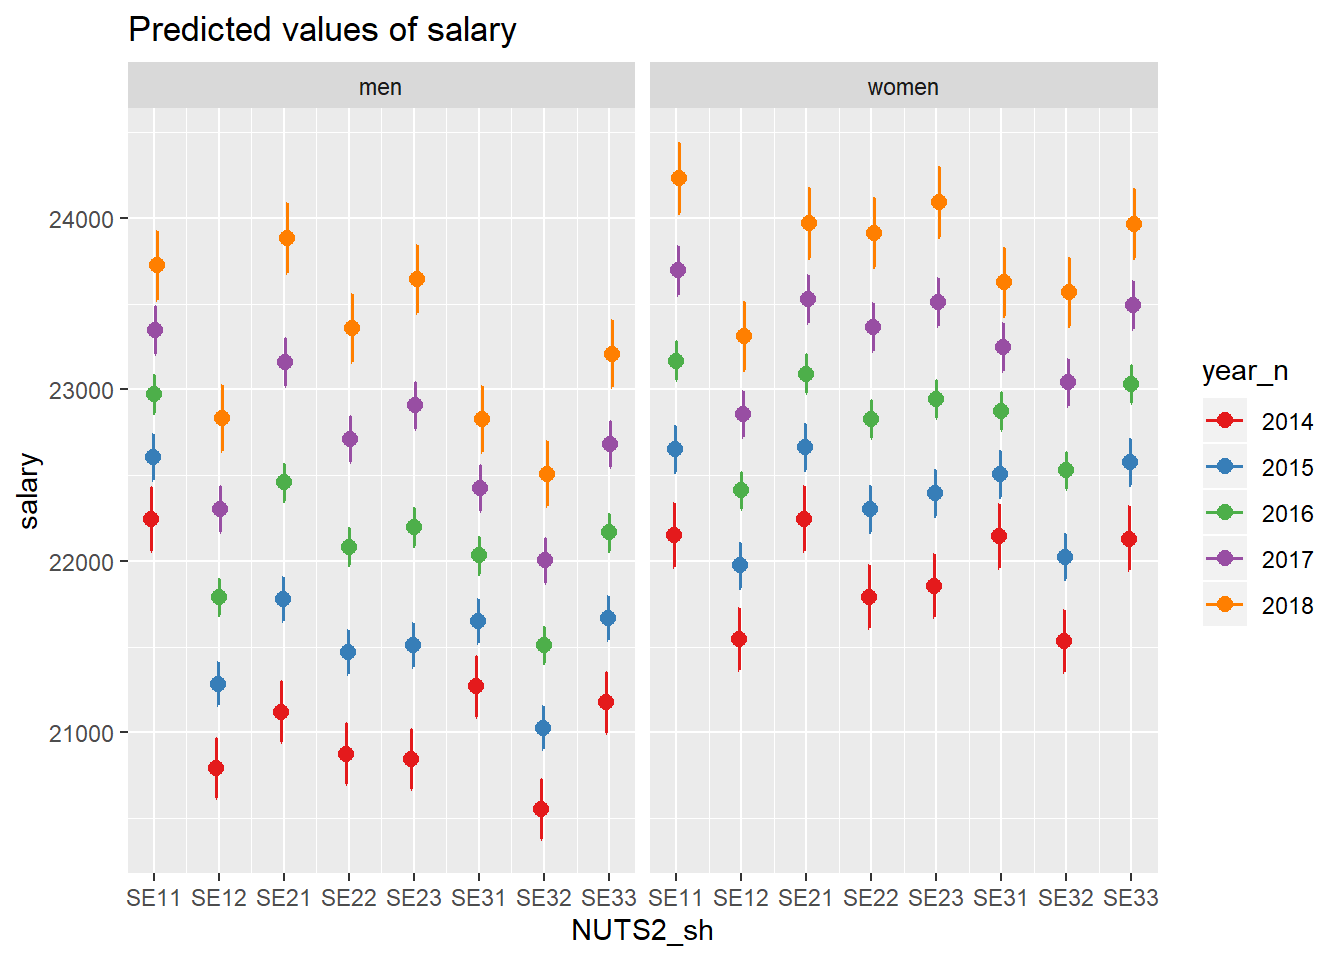 Predicted values of salary
men
women
24000
23000
22000
21000
salary
SE11 SE12 SE21 SE22 SE23 SE31 SE32 SE33
SE11 SE12 SE21 SE22 SE23 SE31 SE32 SE33
NUTS2_sh
year_n
2014
2015
2016
2017
2018